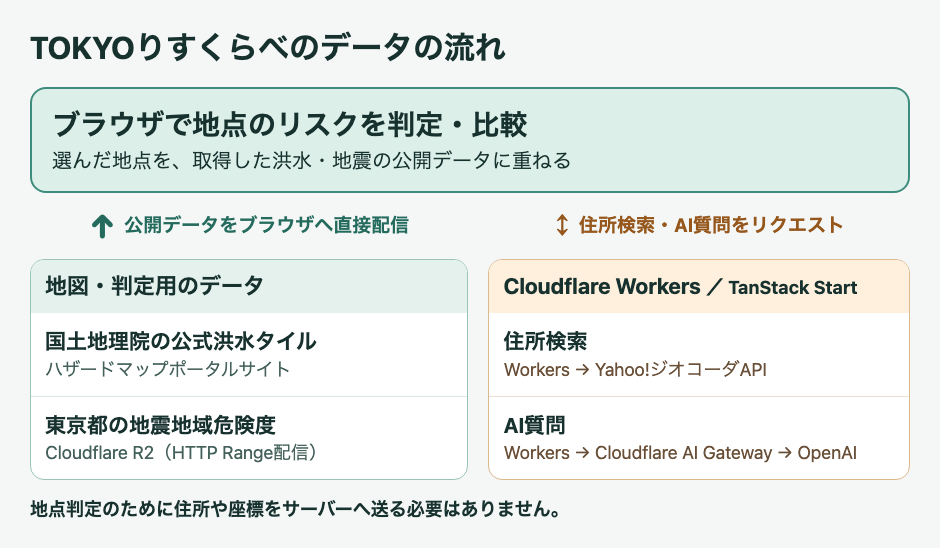 TOKYOりすくらべのデータの流れ
ブラウザで地点のリスクを判定・比較
選んだ地点を、取得した洪水・地震の公開データに重ねる
↑ 公開データをブラウザへ直接配信
↕ 住所検索・AI質問をリクエスト
地図・判定用のデータ
国土地理院の公式洪水タイル
ハザードマップポータルサイト
東京都の地震地域危険度
Cloudflare R2（HTTP Range配信）
Cloudflare Workers ／ TanStack Start
住所検索
Workers → Yahoo!ジオコーダAPI
AI質問
Workers → Cloudflare AI Gateway → OpenAI
地点判定のために住所や座標をサーバーへ送る必要はありません。